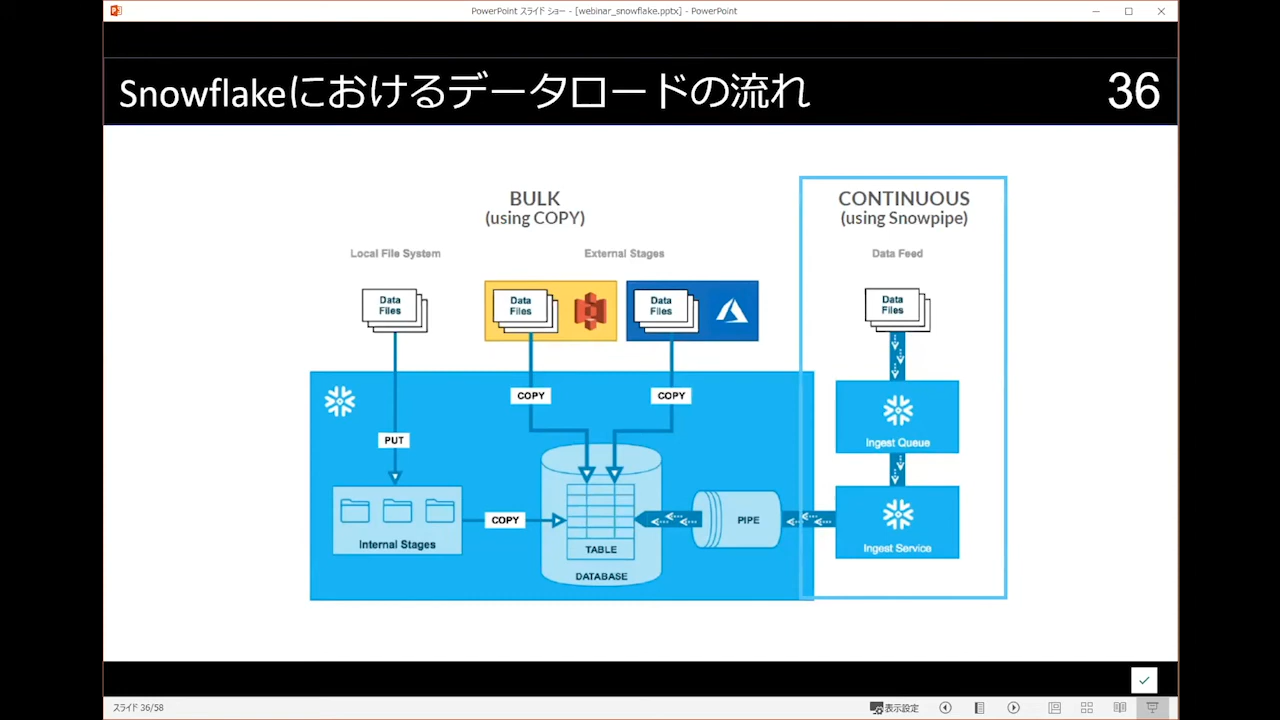 PowerPoint スライド ショー - [webinar_snowflake.pptx] - PowerPoint
Snowflakeにおけるデータロードの流れ
36
BULK
(using COPY)
CONTINUOUS
(using Snowpipe)
Local File System
External Stages
Data Feed
Data
Files
Data
Files
Data
Files
Data
Files
COPY
COPY
PUT
Ingest Queue
Internal Stages
COPY
TABLE
DATABASE
PIPE
Ingest Service
スライド 36/58
表示設定